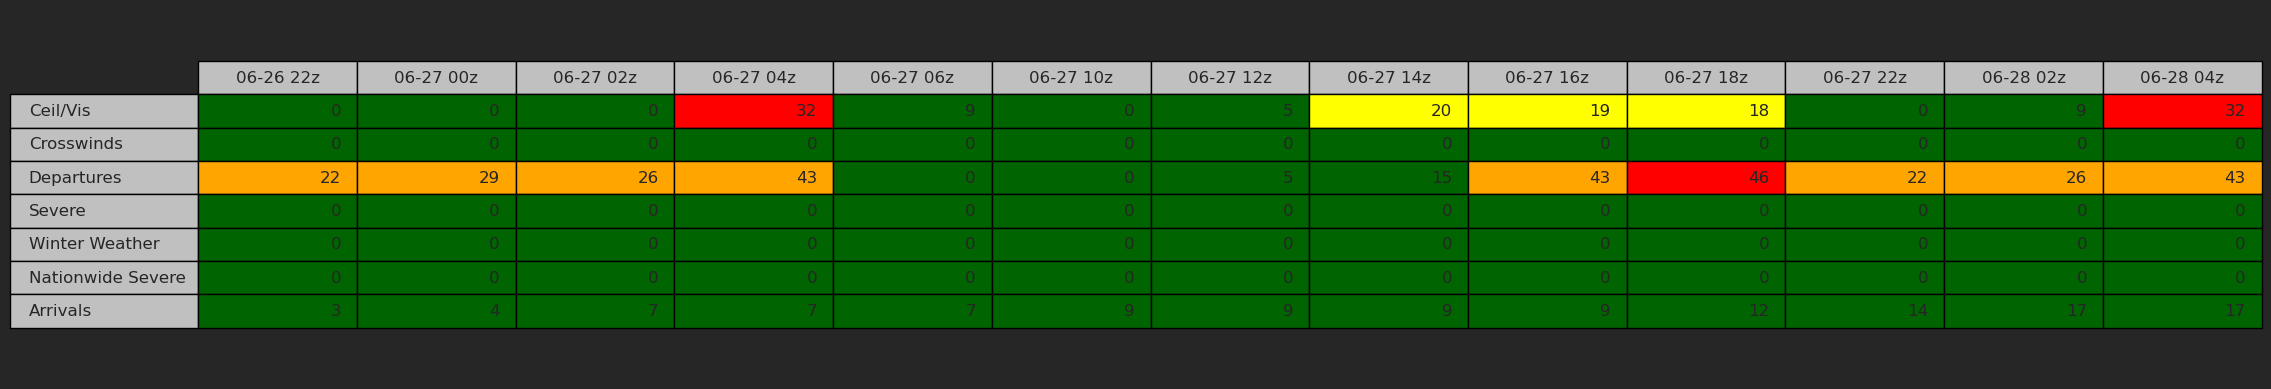 06-26 22z 06-27 00z 06-27 02z 06-27 04z 06-27 06z 06-27 10z 06-27 12z 06-27 14z 06-27 16z 06-27 18z 06-27 22z 06-28 02z 06-28 04z
Ceil/Vis 0 0 0 32 9 0 5 20 19 18 0 9 32
Crosswinds 0 0 0 0 0 0 0 0 0 0 0 0 0
Departures 22 29 26 43 0 0 5 15 43 46 22 26 43
Severe 0 0 0 0 0 0 0 0 0 0 0 0 0
Winter Weather 0 0 0 0 0 0 0 0 0 0 0 0 0
Nationwide Severe 0 0 0 0 0 0 0 0 0 0 0 0 0
Arrivals 3 4 7 7 7 9 9 9 9 12 14 17 17